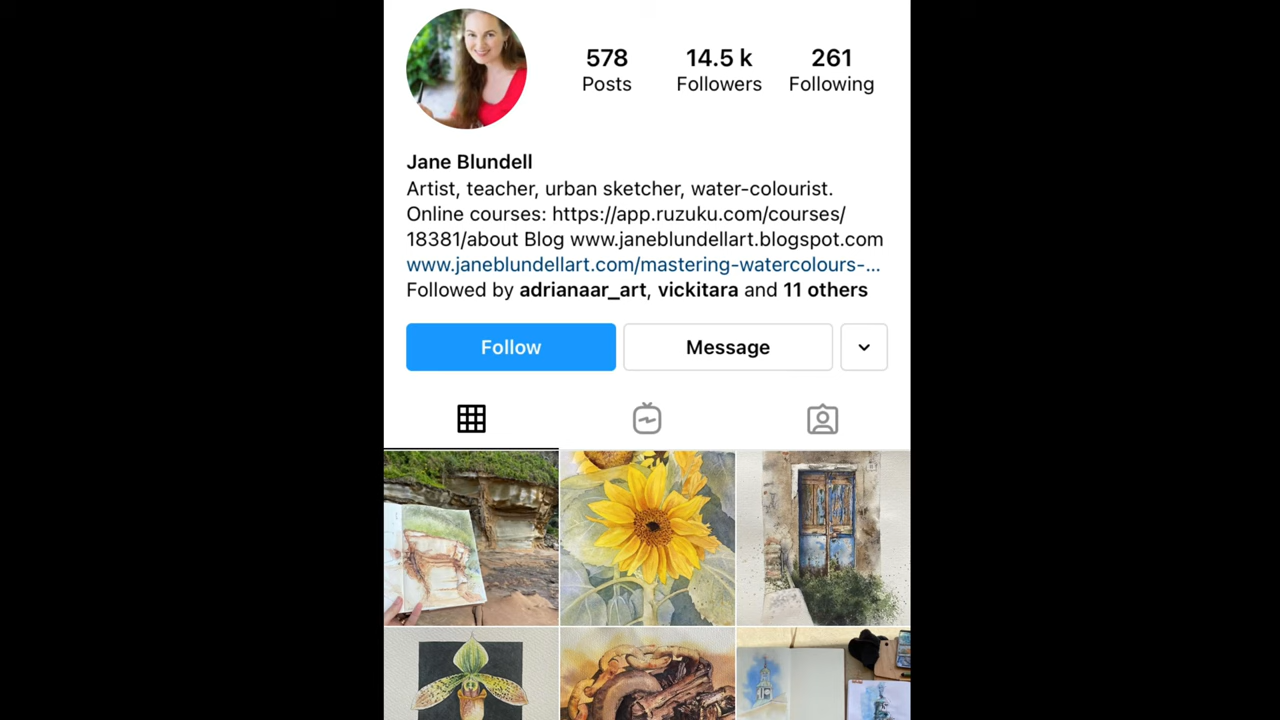 578 14.5 k 261
Posts Followers Following
Jane Blundell
Artist, teacher, urban sketcher, water-colourist.
Online courses: https://app.ruzuku.com/courses/
18381/about Blog www.janeblundellart.blogspot.com
www.janeblundellart.com/mastering-watercolours-...
Followed by adrianaar_art, vickitara and 11 others
Follow Message